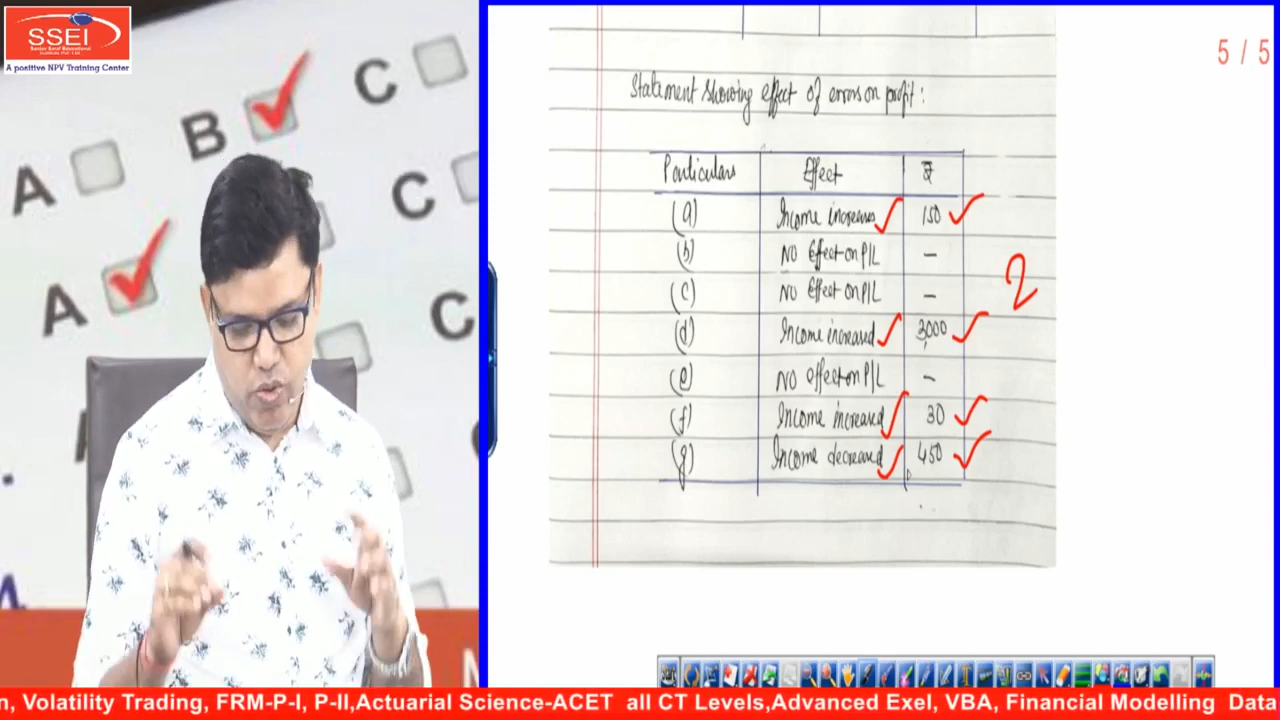 SSEI
A positive NPV Training Center
A
B
C
A
C
C
5 / 5
Statement showing effect of errors on profit :
Particulars Effect ₹
(a) Income increases 150
(b) NO Effect on P/L –
(c) NO Effect on P/L –
(d) Income increased 3,000
(e) NO effect on P/L –
(f) Income increased 30
(g) Income decreased 450
2
n, Volatility Trading, FRM-P-I, P-II,Actuarial Science-ACET all CT Levels,Advanced Exel, VBA, Financial Modelling Data